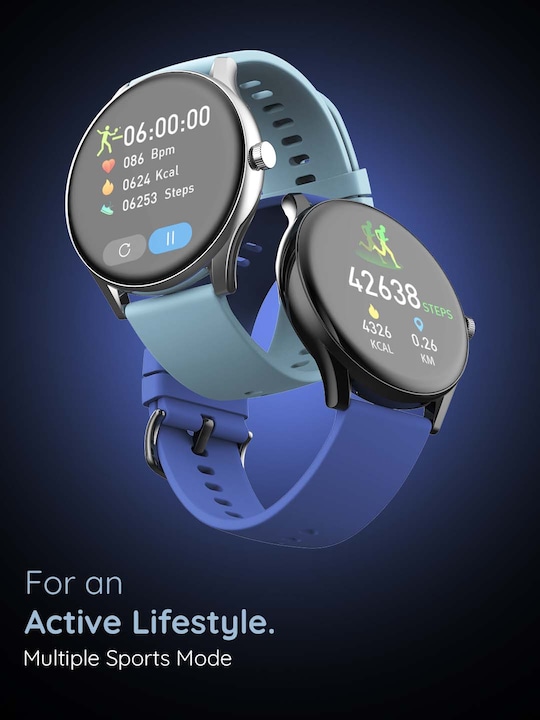 06:00:00
086 Bpm
0624 Kcal
06253 Steps
42638 STEPS
4326 0.26
KCAL KM
For an
Active Lifestyle.
Multiple Sports Mode